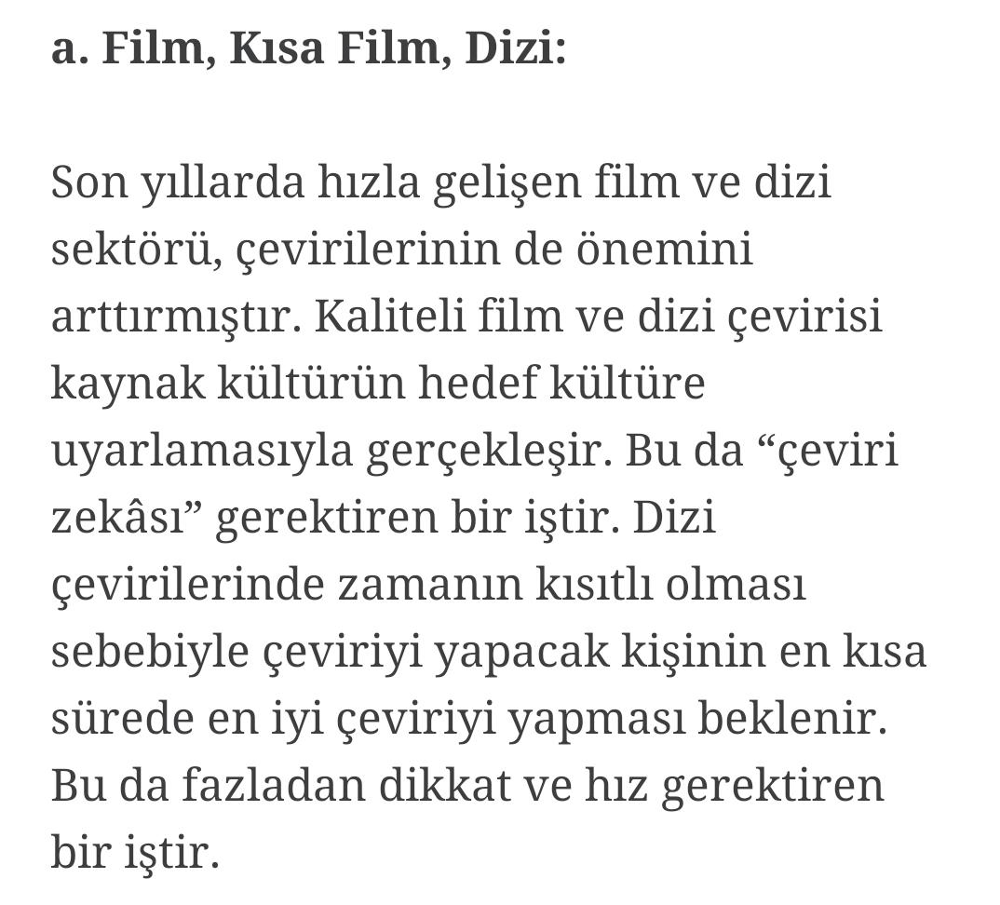 a. Film, Kısa Film, Dizi:
Son yıllarda hızla gelişen film ve dizi
sektörü, çevirilerinin de önemini
arttırmıştır. Kaliteli film ve dizi çevirisi
kaynak kültürün hedef kültüre
uyarlamasıyla gerçekleşir. Bu da “çeviri
zekâsı” gerektiren bir iştir. Dizi
çevirilerinde zamanın kısıtlı olması
sebebiyle çeviriyi yapacak kişinin en kısa
sürede en iyi çeviriyi yapması beklenir.
Bu da fazladan dikkat ve hız gerektiren
bir iştir.